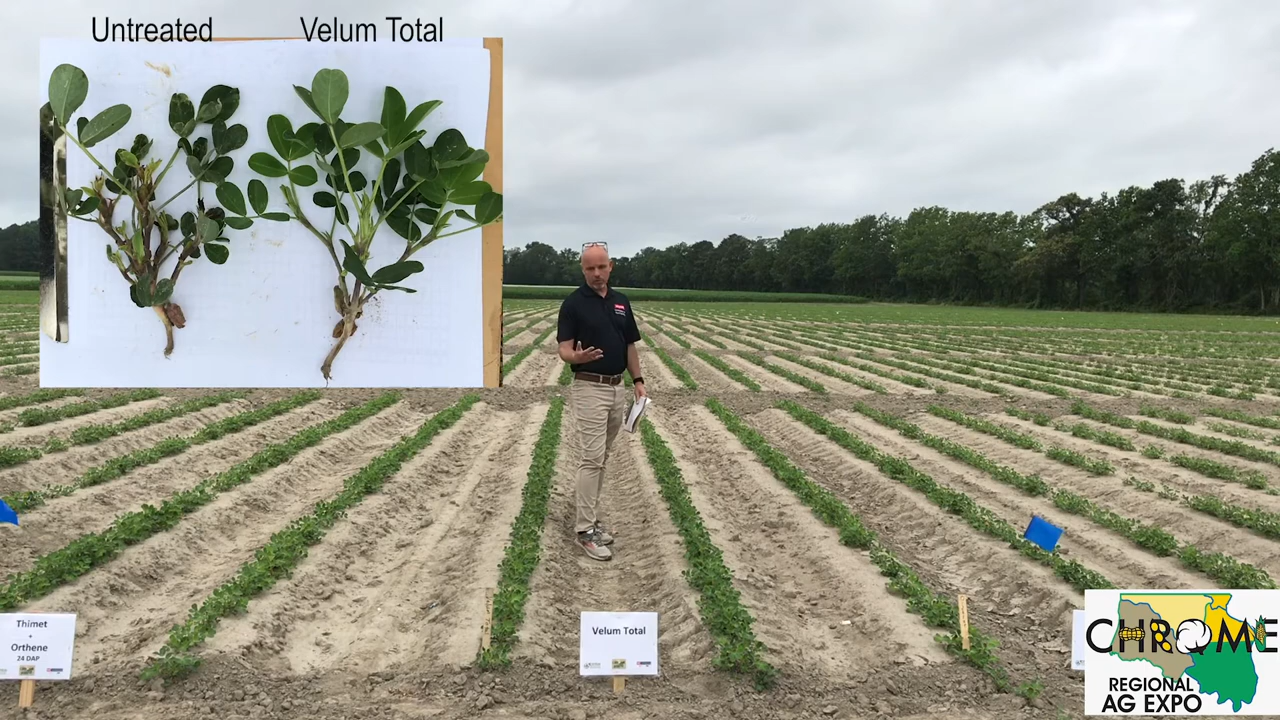 Untreated
Velum Total
Thimet
+
Orthene
24 DAP
Velum Total
CHROME
REGIONAL
AG EXPO